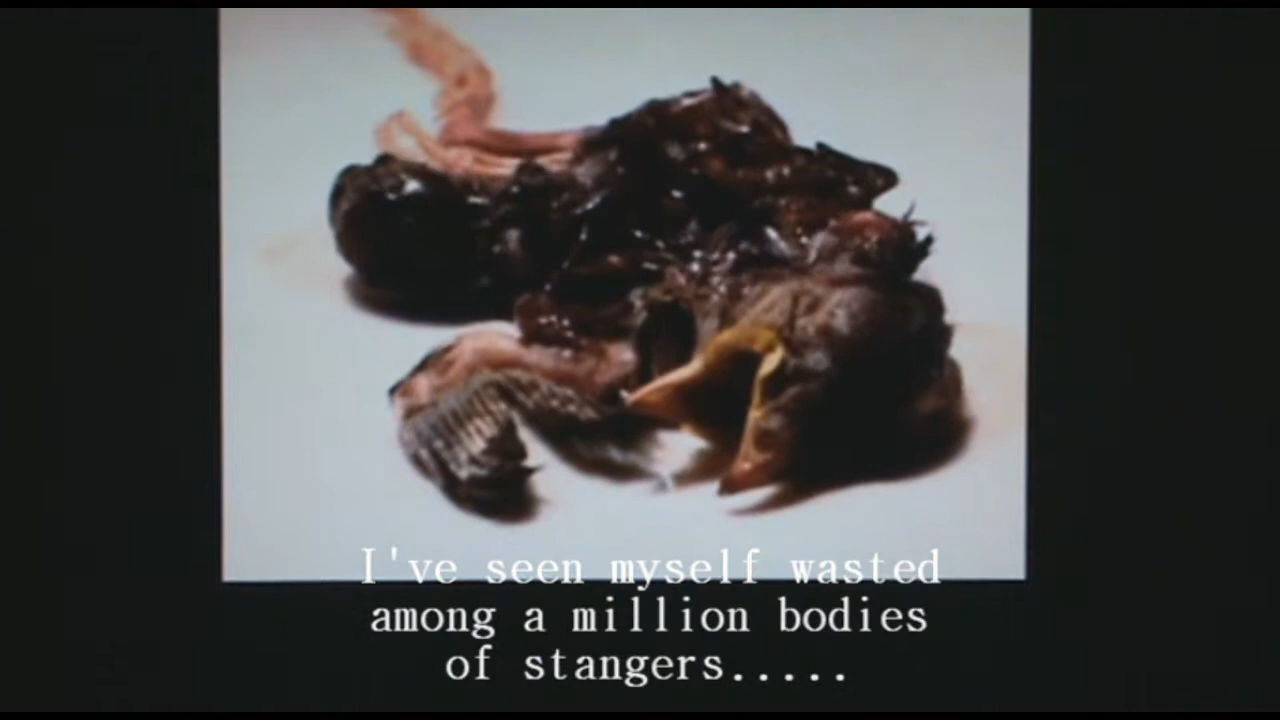 I've seen myself wasted
among a million bodies
of stangers.....